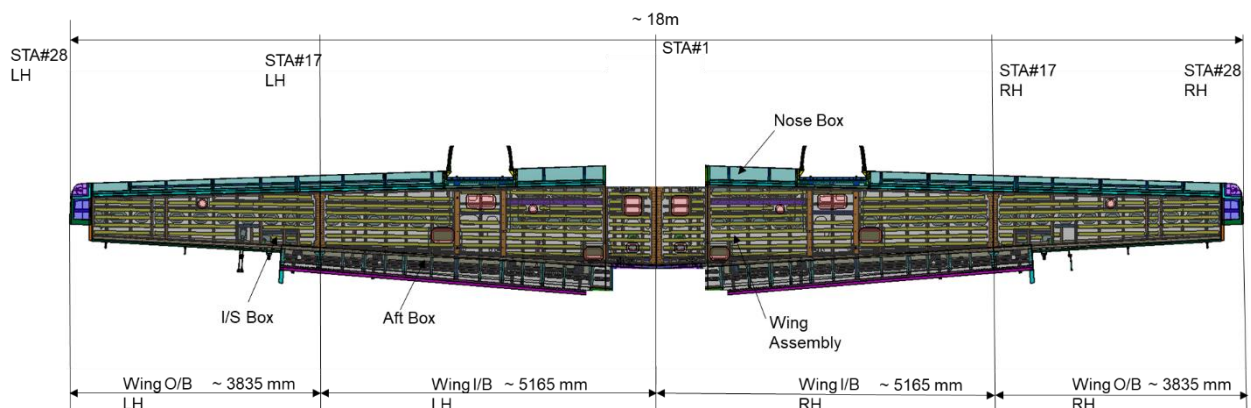 ~ 18m
STA#28
LH
STA#17
LH
STA#1
STA#17
RH
STA#28
RH
Nose Box
I/S Box
Aft Box
Wing
Assembly
Wing O/B ~ 3835 mm
LH
Wing I/B ~ 5165 mm
LH
Wing I/B ~ 5165 mm
RH
Wing O/B ~ 3835 mm
RH